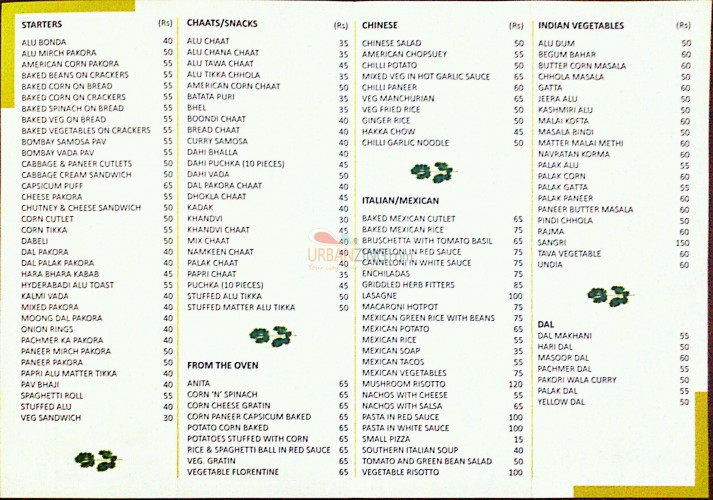 STARTERS (Rs)
ALU BONDA 40
ALU MIRCH PAKORA 50
AMERICAN CORN PAKORA 55
BAKED BEANS ON CRACKERS 55
BAKED CORN ON BREAD 55
BAKED CORN ON CRACKERS 55
BAKED SPINACH ON BREAD 55
BAKED VEG ON BREAD 55
BAKED VEGETABLES ON CRACKERS 55
BOMBAY SAMOSA PAV 55
BOMBAY VADA PAV 55
CABBAGE & PANEER CUTLETS 50
CABBAGE CREAM SANDWICH 50
CAPSICUM PUFF 65
CHEESE PAKORA 55
CHUTNEY & CHEESE SANDWICH 50
CORN CUTLET 50
CORN TIKKA 55
DABELI 50
DAL PAKORA 40
DAL PALAK PAKORA 40
HARA BHARA KABAB 45
HYDERABADI ALU TOAST 55
KALMI VADA 40
MIXED PAKORA 40
MOONG DAL PAKORA 40
ONION RINGS 40
PACHMER KA PAKORA 40
PANEER MIRCH PAKORA 50
PANEER PAKORA 50
PAPRI ALU MATTER TIKKA 40
PAV BHAJI 40
SPAGHETTI ROLL 55
STUFFED ALU 40
VEG SANDWICH 30
CHAATS/SNACKS (Rs)
ALU CHAAT 35
ALU CHANA CHAAT 35
ALU TAWA CHAAT 45
ALU TIKKA CHHOLA 35
AMERICAN CORN CHAAT 50
BATATA PURI 35
BHEL 35
BOONDI CHAAT 40
BREAD CHAAT 40
CURRY SAMOSA 40
DAHI BHALLA 40
DAHI PUCHKA (10 PIECES) 45
DAHI VADA 50
DAL PAKORA CHAAT 40
DHOKLA CHAAT 45
KADAK 40
KHANDVI 30
KHANDVI CHAAT 45
MIX CHAAT 40
NAMKEEN CHAAT 40
PALAK CHAAT 40
PAPRI CHAAT 35
PUCHKA (10 PIECES) 45
STUFFED ALU TIKKA 50
STUFFED MATTER ALU TIKKA 50
FROM THE OVEN
ANITA 65
CORN 'N' SPINACH 65
CORN CHEESE GRATIN 65
CORN PANEER CAPSICUM BAKED 65
POTATO CORN BAKED 65
POTATOES STUFFED WITH CORN 65
RICE & SPAGHETTI BALL IN RED SAUCE 65
VEG. GRATIN 65
VEGETABLE FLORENTINE 65
CHINESE (Rs)
CHINESE SALAD 50
AMERICAN CHOPSUEY 55
CHILLI POTATO 50
MIXED VEG IN HOT GARLIC SAUCE 65
CHILLI PANEER 60
VEG MANCHURIAN 65
VEG FRIED RICE 50
GINGER RICE 50
HAKKA CHOW 45
CHILLI GARLIC NOODLE 50
ITALIAN/MEXICAN
BAKED MEXICAN CUTLET 65
BAKED MEXICAN RICE 75
BRUSCHETTA WITH TOMATO BASIL 65
CANNELONI IN RED SAUCE 75
CANNELONI IN WHITE SAUCE 75
ENCHILADAS 75
GRIDDLED HERB FITTERS 85
LASAGNE 100
MACARONI HOTPOT 75
MEXICAN GREEN RICE WITH BEANS 75
MEXICAN POTATO 65
MEXICAN RICE 55
MEXICAN SOAP 35
MEXICAN TACOS 55
MEXICAN VEGETABLES 75
MUSHROOM RISOTTO 120
NACHOS WITH CHEESE 55
NACHOS WITH SALSA 65
PASTA IN RED SAUCE 100
PASTA IN WHITE SAUCE 100
SMALL PIZZA 15
SOUTHERN ITALIAN SOUP 40
TOMATO AND GREEN BEAN SALAD 50
VEGETABLE RISOTTO 100
INDIAN VEGETABLES (Rs)
ALU DUM 50
BEGUM BAHAR 60
BUTTER CORN MASALA 60
CHHOLA MASALA 50
GATTA 60
JEERA ALU 50
KASHMIRI ALU 50
MALAI KOFTA 60
MASALA BINDI 50
MATTER MALAI METHI 60
NAVRATAN KORMA 60
PALAK ALU 55
PALAK CORN 60
PALAK GATTA 55
PALAK PANEER 60
PANEER BUTTER MASALA 60
PINDI CHHOLA 50
RAJMA 60
SANGRI 150
TAVA VEGETABLE 60
UNDIA 60
DAL
DAL MAKHANI 55
HARI DAL 50
MASOOR DAL 60
PACHMER DAL 55
PAKORI WALA CURRY 50
PALAK DAL 55
YELLOW DAL 50